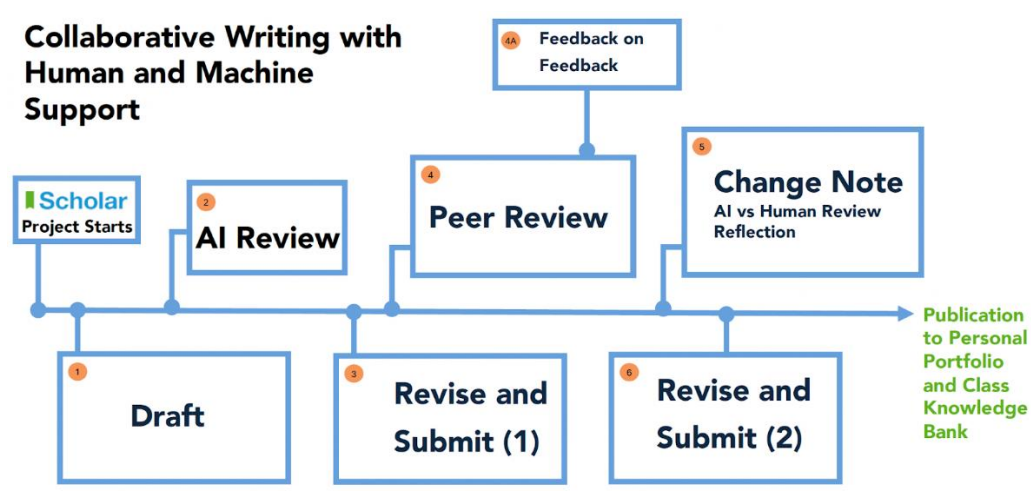 Collaborative Writing with
Human and Machine
Support
4A
Feedback on
Feedback
Scholar
Project Starts
2
AI Review
4
Peer Review
5
Change Note
AI vs Human Review
Reflection
1
Draft
3
Revise and
Submit (1)
6
Revise and
Submit (2)
Publication
to Personal
Portfolio
and Class
Knowledge
Bank